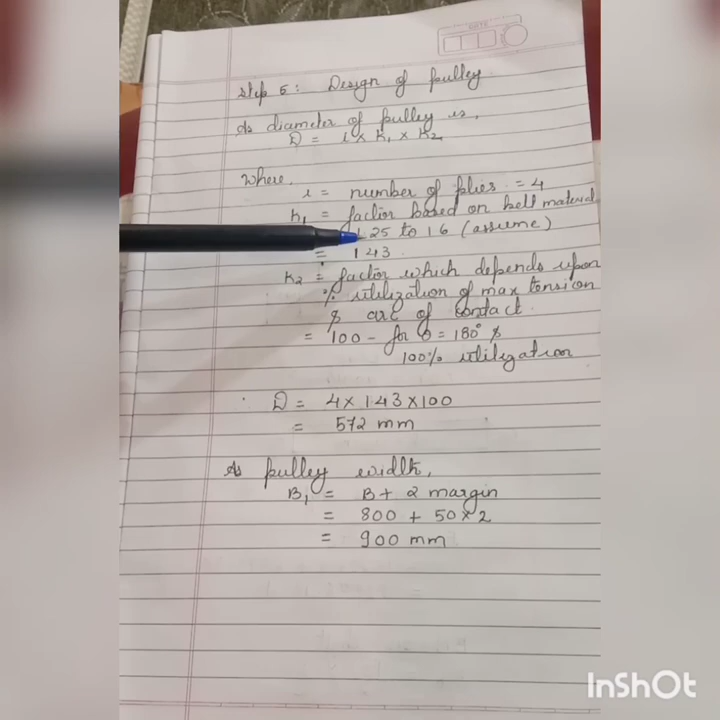 DATE
Step 5: Design of pulley
As diameter of pulley is,
D = i x K1 x K2
Where,
i = number of plies = 4
K1 = factor based on belt material
1.25 to 1.6 (assume)
= 1.43
K2 = factor which depends upon
% utilization of max tension
& arc of contact.
= 100 - for θ = 180° &
100% utilization
D = 4 x 1.43 x 100
= 572 mm
As pulley width,
B1 = B + 2 margin
= 800 + 50 x 2
= 900 mm
InShOt